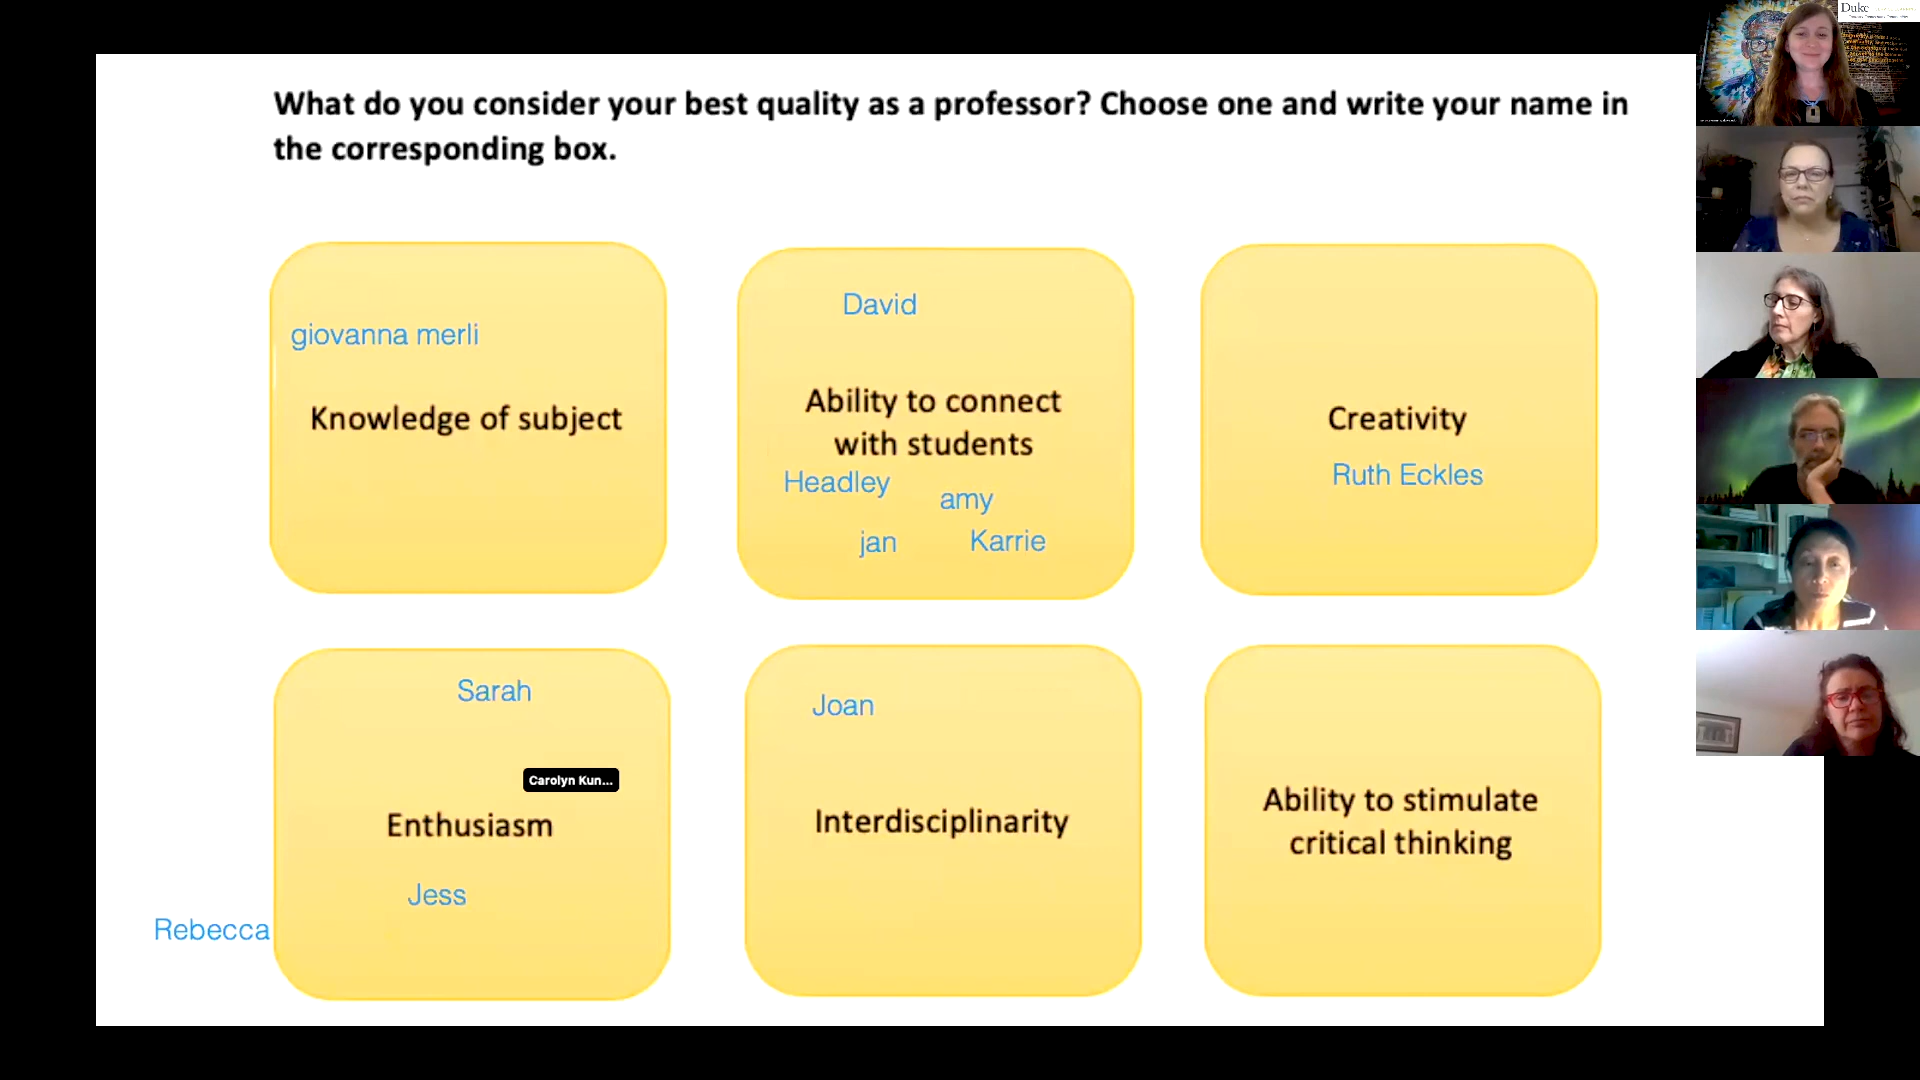 What do you consider your best quality as a professor? Choose one and write your name in
the corresponding box.
giovanna merli
Knowledge of subject
David
Ability to connect
with students
Headley
amy
jan
Karrie
Creativity
Ruth Eckles
Sarah
Carolyn Kun...
Enthusiasm
Jess
Rebecca
Joan
Interdisciplinarity
Ability to stimulate
critical thinking
Duke